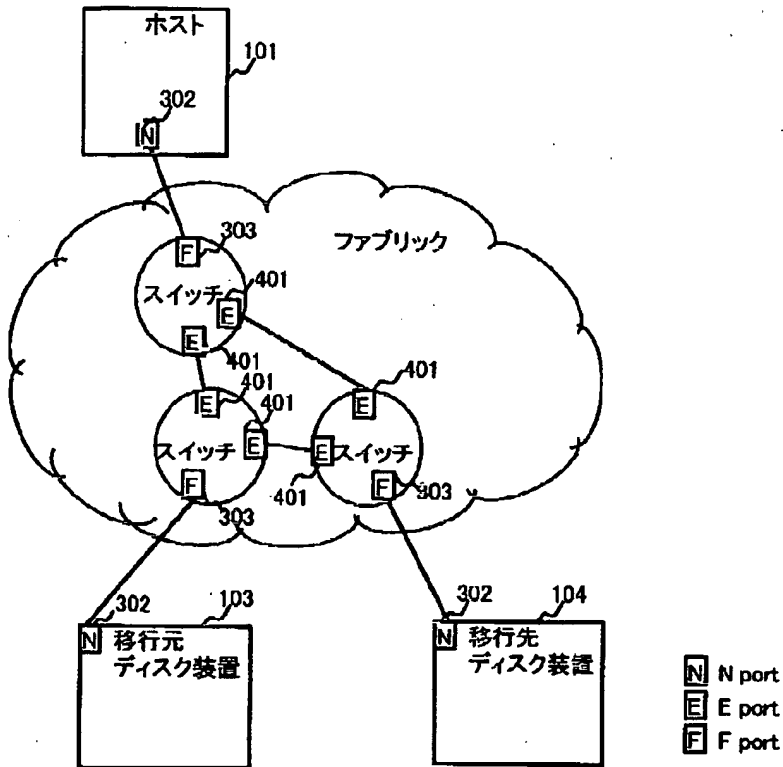 ホスト
101
302
N
303
F
ファブリック
401
スイッチ
E
E
401
401
401
401
E
E
E
スイッチ
E
スイッチ
401
F
F
303
303
302
103
302
104
N
移行元
ディスク装置
N
移行先
ディスク装置
N N port
E E port
F F port